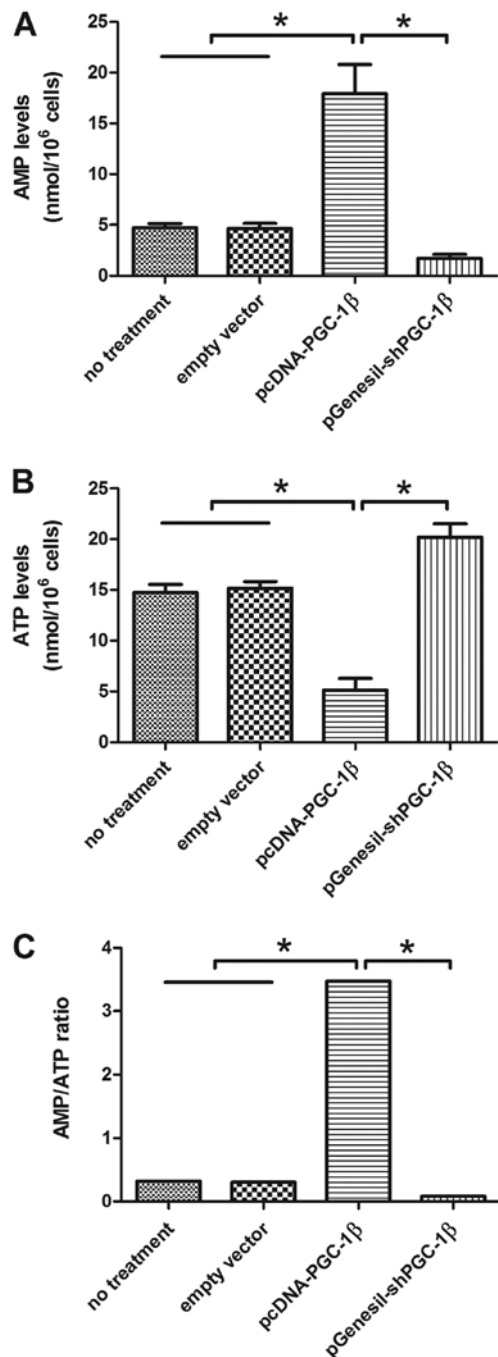 A
* *
AMP levels
(nmol/10⁶ cells)
25
20
15
10
5
0
no treatment
empty vector
pcDNA-PGC-1β
pGenesil-shPGC-1β
B
* *
ATP levels
(nmol/10⁶ cells)
25
20
15
10
5
0
no treatment
empty vector
pcDNA-PGC-1β
pGenesil-shPGC-1β
C
* *
AMP/ATP ratio
4
3
2
1
0
no treatment
empty vector
pcDNA-PGC-1β
pGenesil-shPGC-1β